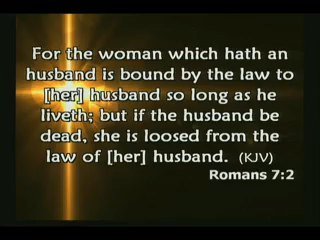 For the woman which hath an
husband is bound by the law to
[her] husband so long as he
liveth; but if the husband be
dead, she is loosed from the
law of [her] husband. (KJV)
Romans 7:2